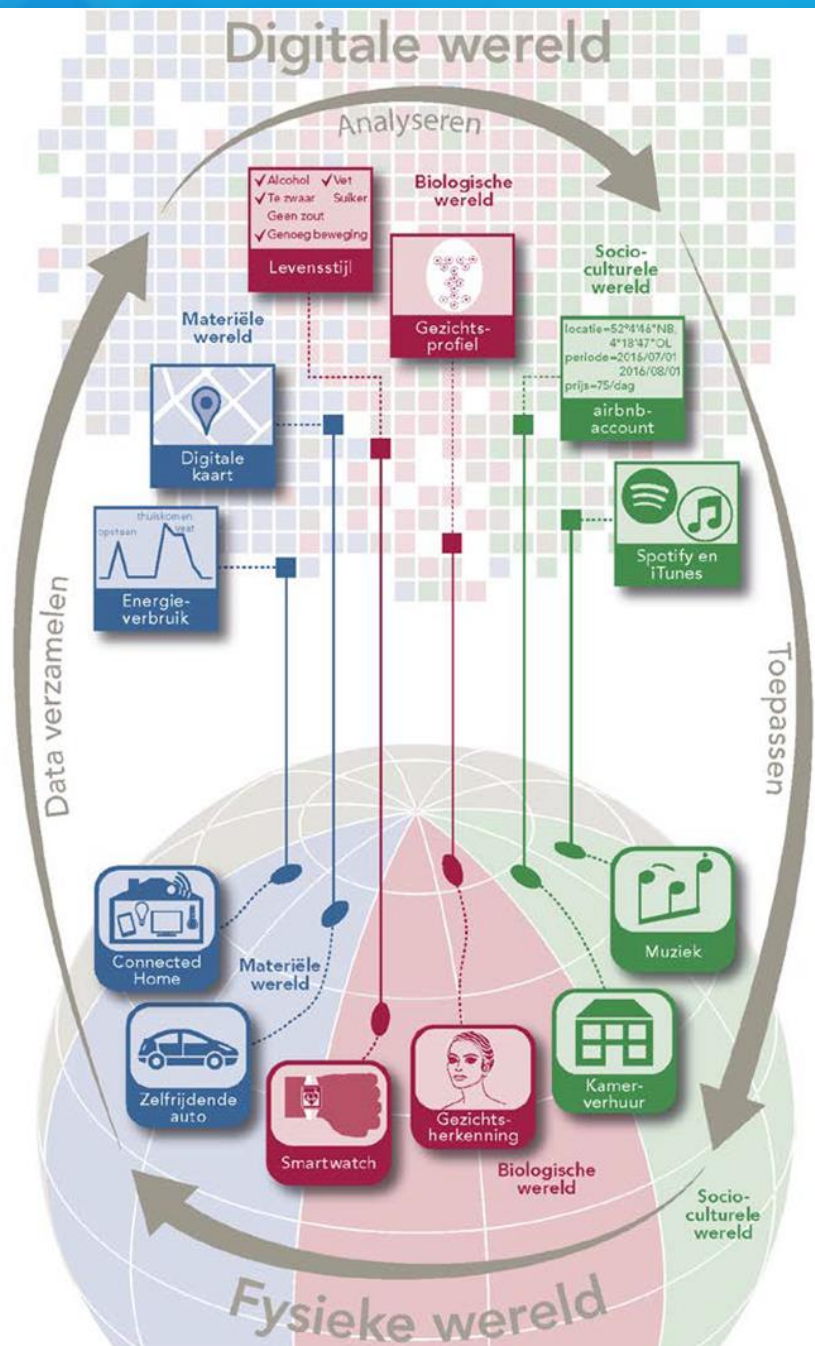 Digitale wereld
Analyseren
✓Alcohol ✓Vet
✓Te zwaar Suiker
Geen zout
✓Genoeg beweging
Levensstijl
Biologische
wereld
Gezichts-
profiel
Socio-
culturele
wereld
locatie=52°4'46"NB,
4°18'47"OL
periode=2016/07/01
2016/08/01
prijs=75/dag
airbnb-
account
Materiële
wereld
Digitale
kaart
Spotify en
iTunes
thuiskomen
opstaan
Energie-
verbruik
Data verzamelen
Toepassen
Connected
Home
Materiële
wereld
Muziek
Zelfrijdende
auto
Smartwatch
Gezichts-
herkenning
Kamer-
verhuur
Biologische
wereld
Socio-
culturele
wereld
Fysieke wereld